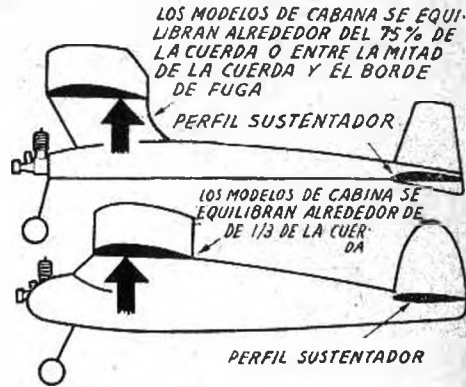 LOS MODELOS DE CABANA SE EQUI-
LIBRAN ALREDEDOR DEL 75% DE
LA CUERDA O ENTRE LA MITAD
DE LA CUERDA Y EL BORDE
DE FUGA
PERFIL SUSTENTADOR
LOS MODELOS DE CABINA SE
EQUILIBRAN ALREDEDOR DE
DE 1/3 DE LA CUER-
DA
PERFIL SUSTENTADOR